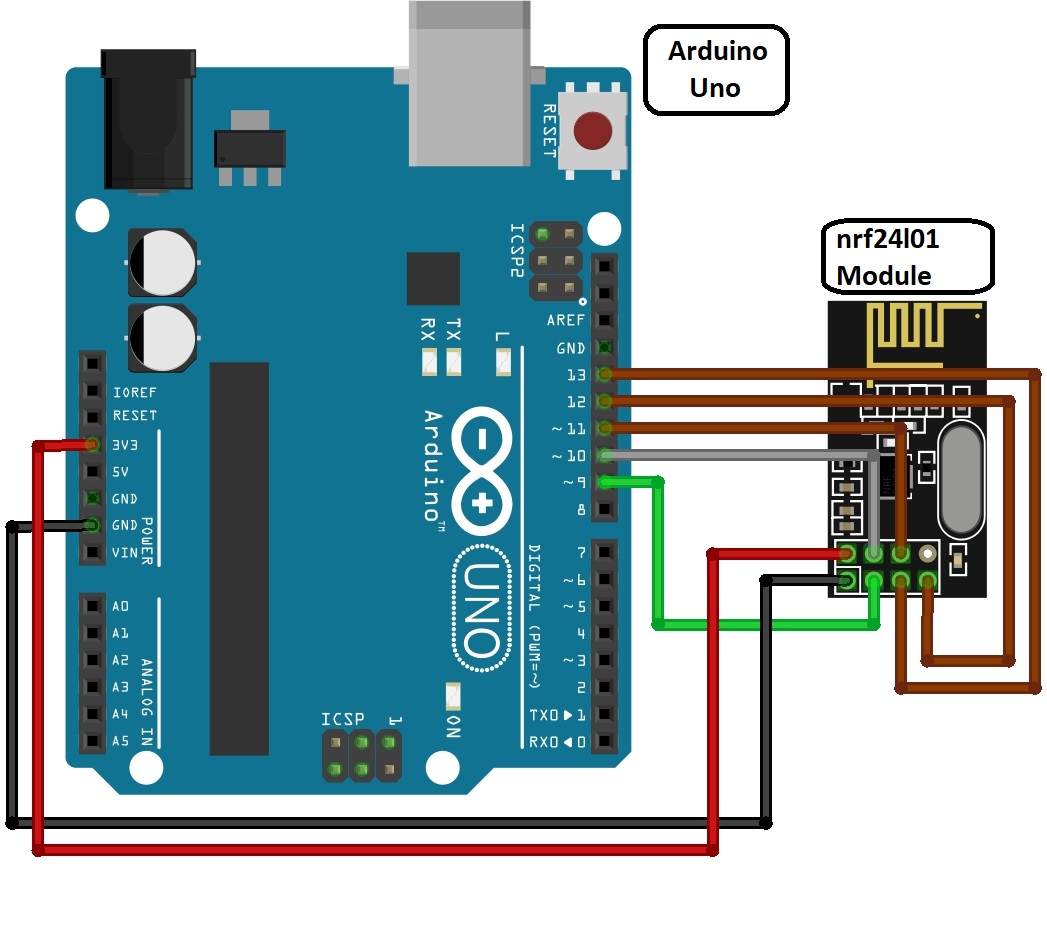 Arduino
Uno
nrf24l01
Module
RESET
ICSP2
AREF
GND
13
12
~11
~10
~9
8
7
~6
~5
4
~3
2
TX0 ▶ 1
RX0 ◀ 0
RX
TX
L
Arduino™
UNO
DIGITAL (PWM=~)
IOREF
RESET
3V3
5V
GND
GND
VIN
POWER
A0
A1
A2
A3
A4
A5
ANALOG IN
ICSP
1
ON